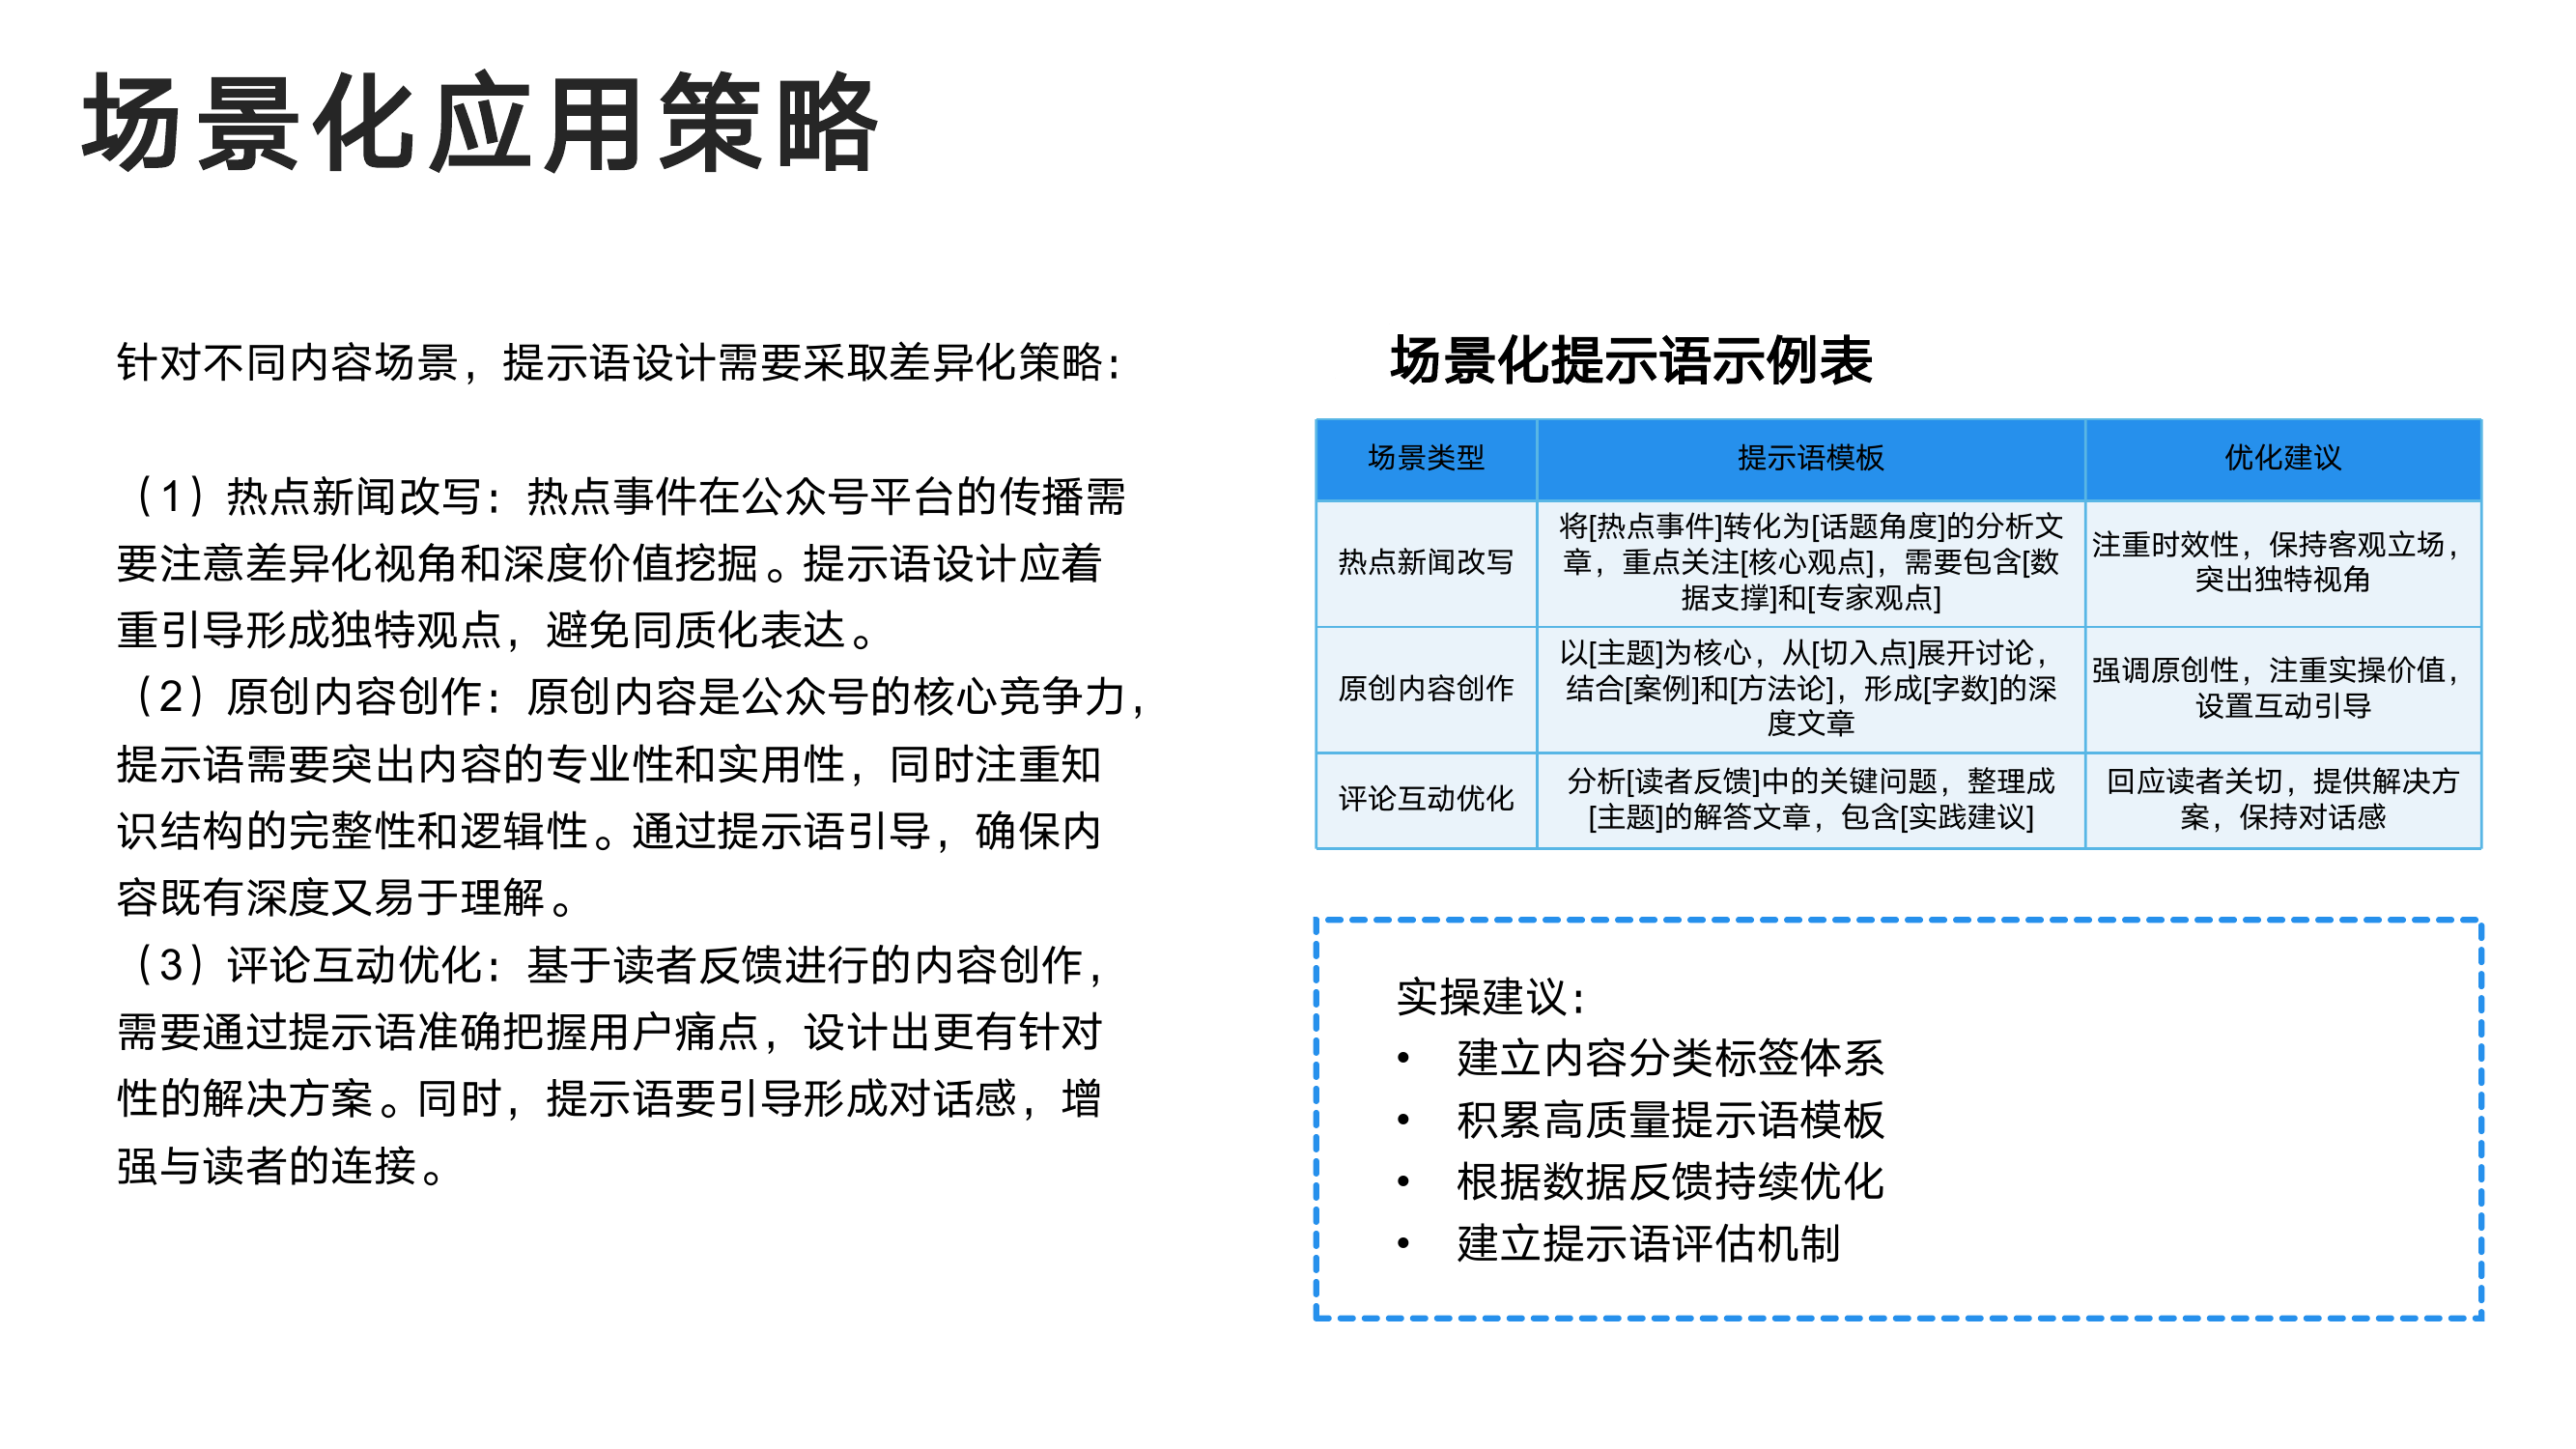 场景化应用策略
针对不同内容场景，提示语设计需要采取差异化策略：
（1）热点新闻改写：热点事件在公众号平台的传播需
要注意差异化视角和深度价值挖掘。提示语设计应着
重引导形成独特观点，避免同质化表达。
（2）原创内容创作：原创内容是公众号的核心竞争力，
提示语需要突出内容的专业性和实用性，同时注重知
识结构的完整性和逻辑性。通过提示语引导，确保内
容既有深度又易于理解。
（3）评论互动优化：基于读者反馈进行的内容创作，
需要通过提示语准确把握用户痛点，设计出更有针对
性的解决方案。同时，提示语要引导形成对话感，增
强与读者的连接。
场景化提示语示例表
场景类型
提示语模板
优化建议
热点新闻改写
将[热点事件]转化为[话题角度]的分析文
章，重点关注[核心观点]，需要包含[数
据支撑]和[专家观点]
注重时效性，保持客观立场，
突出独特视角
原创内容创作
以[主题]为核心，从[切入点]展开讨论，
结合[案例]和[方法论]，形成[字数]的深
度文章
强调原创性，注重实操价值，
设置互动引导
评论互动优化
分析[读者反馈]中的关键问题，整理成
[主题]的解答文章，包含[实践建议]
回应读者关切，提供解决方
案，保持对话感
实操建议：
• 建立内容分类标签体系
• 积累高质量提示语模板
• 根据数据反馈持续优化
• 建立提示语评估机制